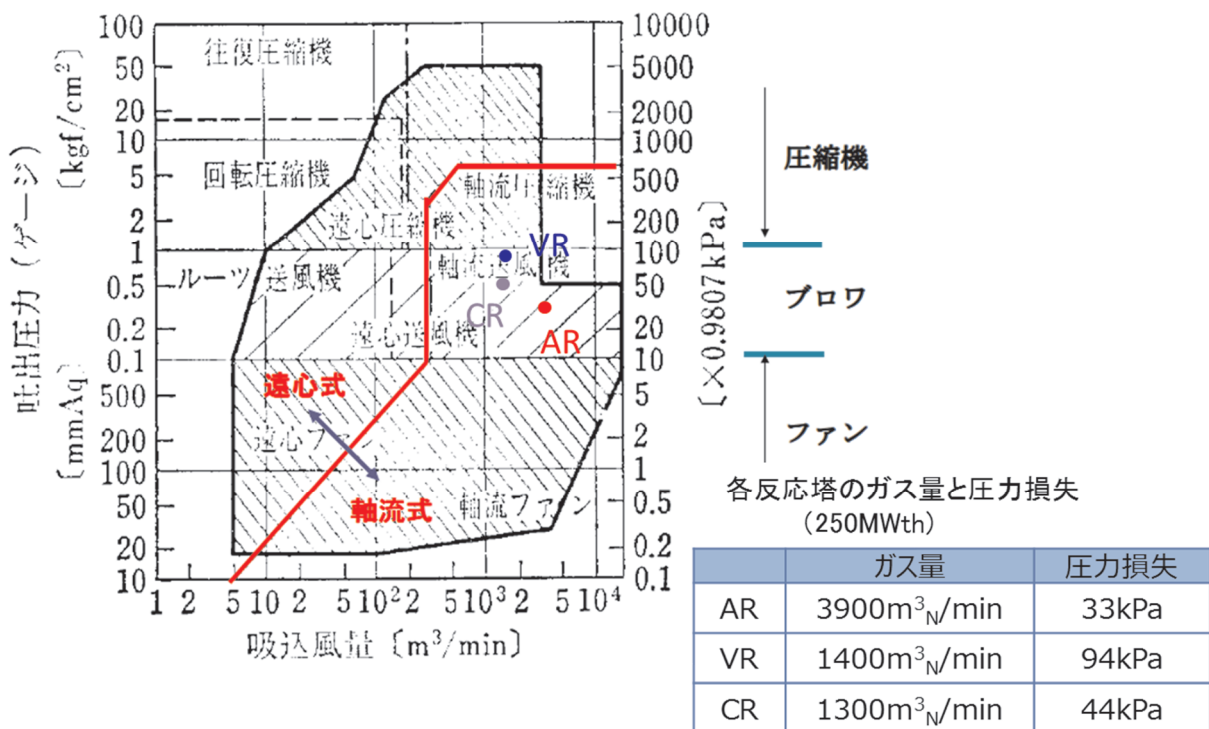 吐出圧力 (ゲージ)
〔kgf/cm²〕
〔mmAq〕
100
50
20
10
5
2
1
0.5
0.2
0.1
500
200
100
50
20
10
往復圧縮機
回転圧縮機
遠心圧縮機
軸流圧縮機
ルーツ送風機
軸流送風機
遠心送風機
遠心ファン
軸流ファン
VR
CR
AR
遠心式
軸流式
10000
5000
2000
1000
500
200
100
50
20
10
5
2
1
0.5
0.2
0.1
〔×0.9807kPa〕
1 2 5 10 2 5 10² 2 5 10³ 2 5 10⁴
吸込風量〔m³/min〕
圧縮機
ブロワ
ファン
各反応塔のガス量と圧力損失
(250MWth)
ガス量 圧力損失
AR 3900m³N/min 33kPa
VR 1400m³N/min 94kPa
CR 1300m³N/min 44kPa